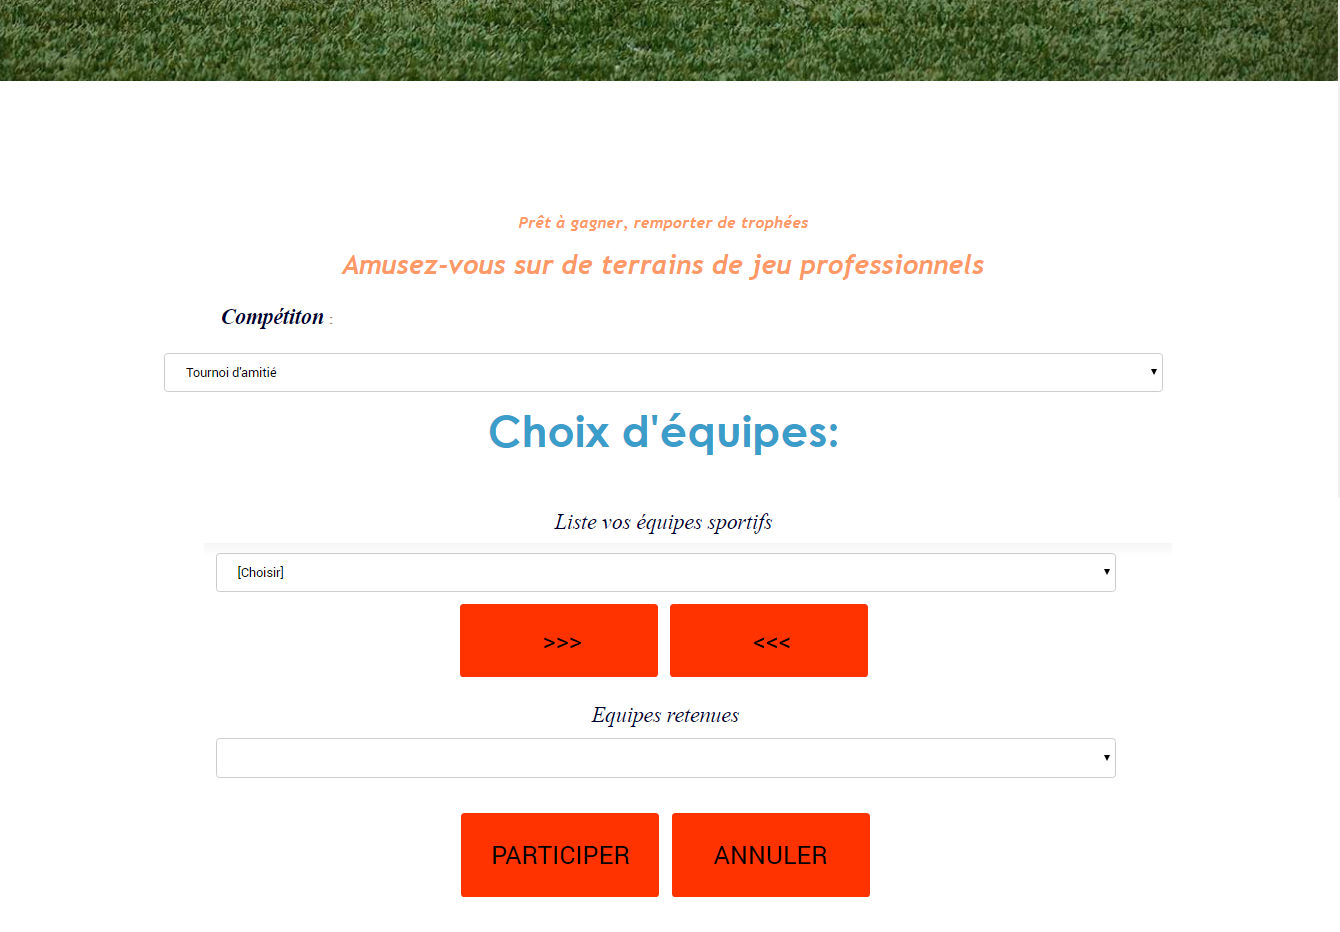 Prêt à gagner, remporter de trophées
Amusez-vous sur de terrains de jeu professionnels
Compétiton :
Tournoi d'amitié
Choix d'équipes:
Liste vos équipes sportifs
[Choisir]
>>> <<<
Equipes retenues
PARTICIPER ANNULER